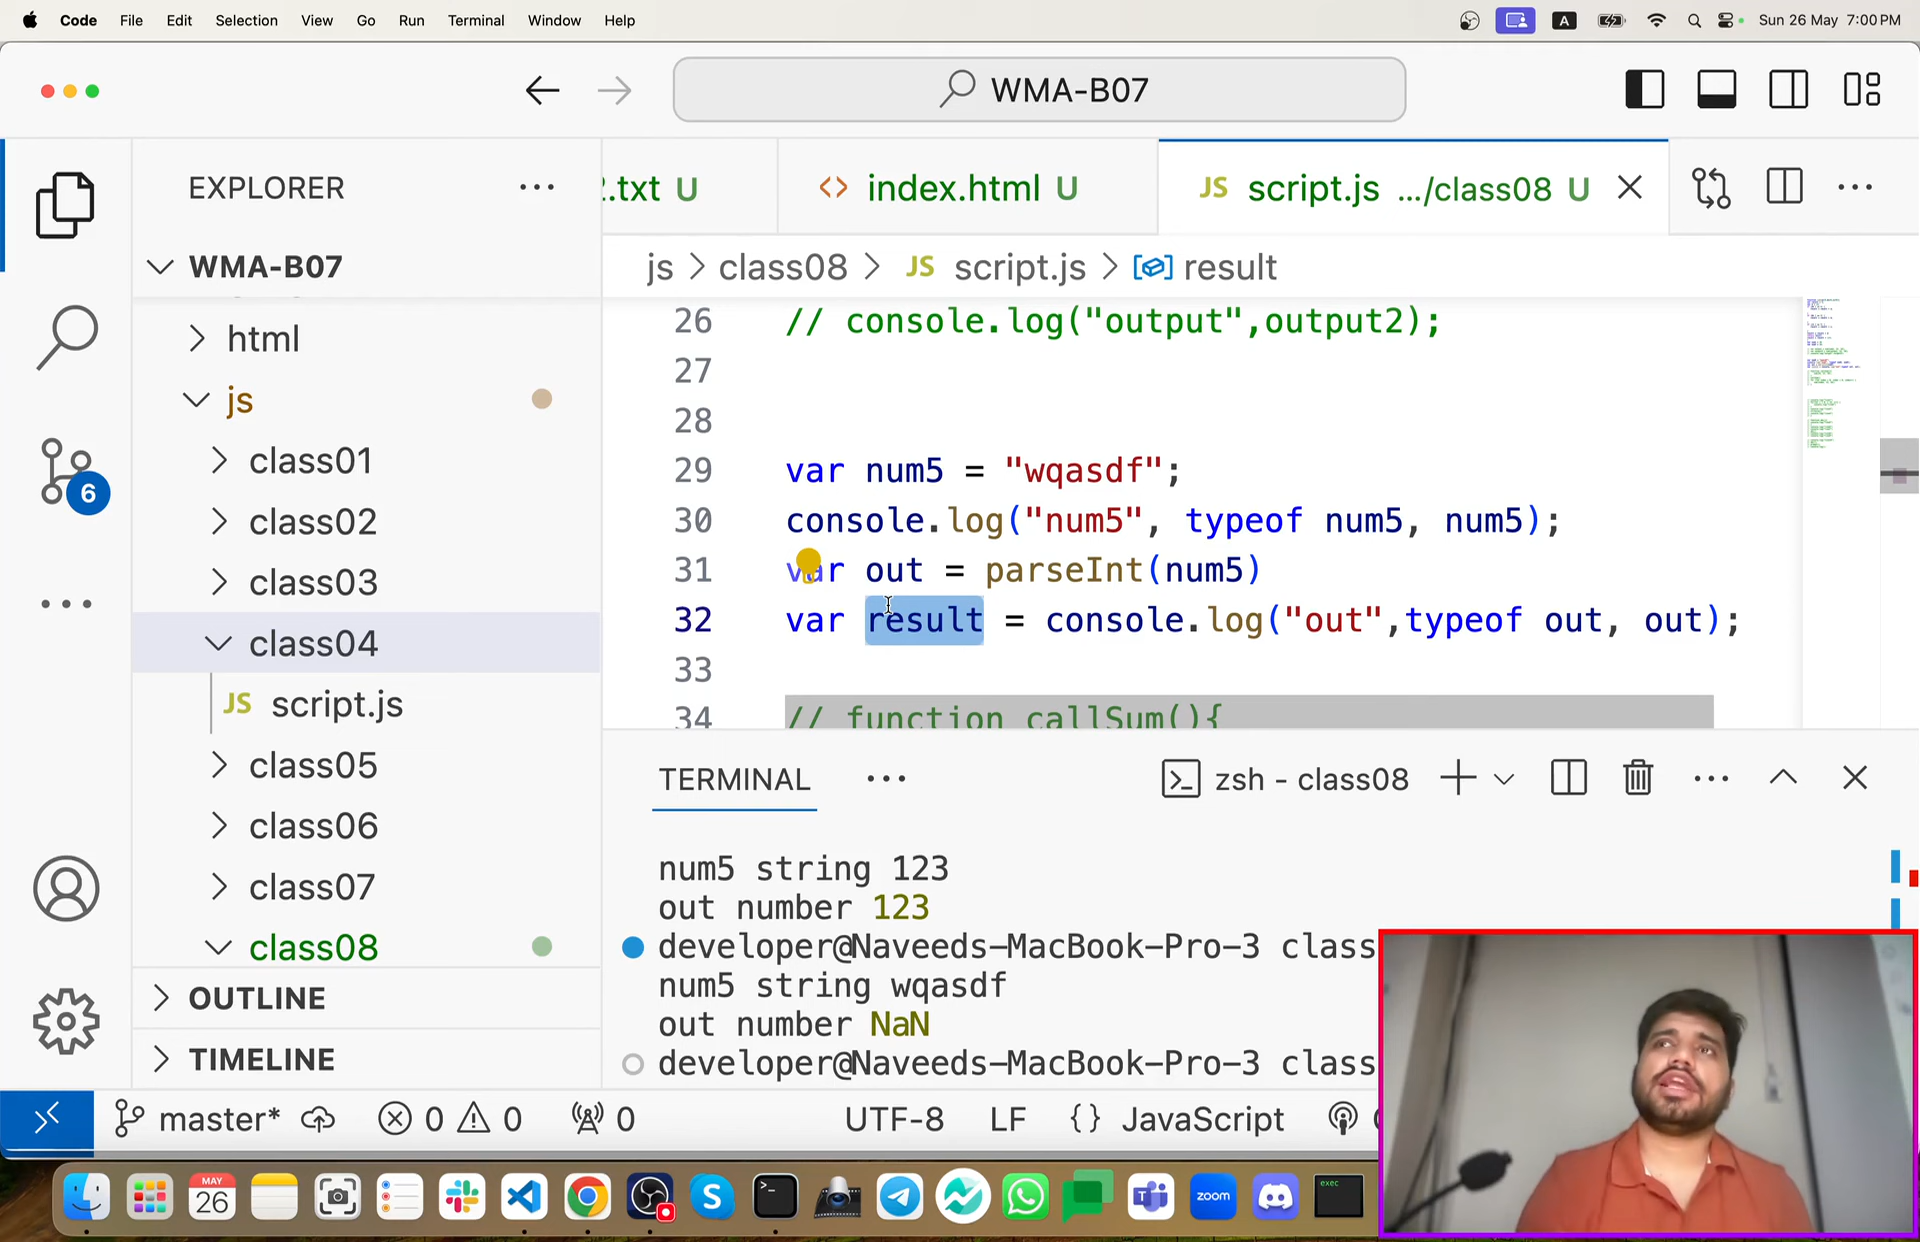 Code File Edit Selection View Go Run Terminal Window Help A Sun 26 May 7:00 PM
WMA-B07
EXPLORER
WMA-B07
html
js
class01
class02
class03
class04
JS script.js
class05
class06
class07
class08
OUTLINE
TIMELINE
6
2.txt U
<> index.html U
JS script.js .../class08 U
js > class08 > JS script.js > result
26 // console.log("output",output2);
27
28
29 var num5 = "wqasdf";
30 console.log("num5", typeof num5, num5);
31 var out = parseInt(num5)
32 var result = console.log("out",typeof out, out);
33
34 // function callSum(){
TERMINAL
zsh - class08
num5 string 123
out number 123
developer@Naveeds-MacBook-Pro-3 class
num5 string wqasdf
out number NaN
developer@Naveeds-MacBook-Pro-3 class
master* 0 0 0 UTF-8 LF {} JavaScript
MAY
26
S
T
zoom
exec